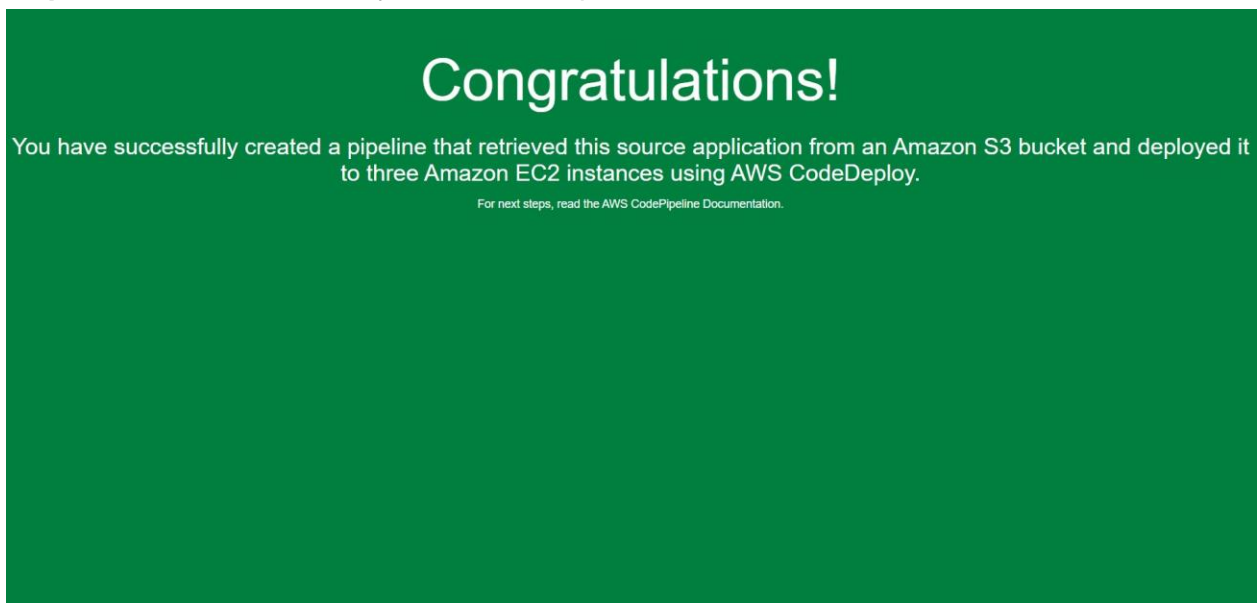 Congratulations!
You have successfully created a pipeline that retrieved this source application from an Amazon S3 bucket and deployed it
to three Amazon EC2 instances using AWS CodeDeploy.
For next steps, read the AWS CodePipeline Documentation.